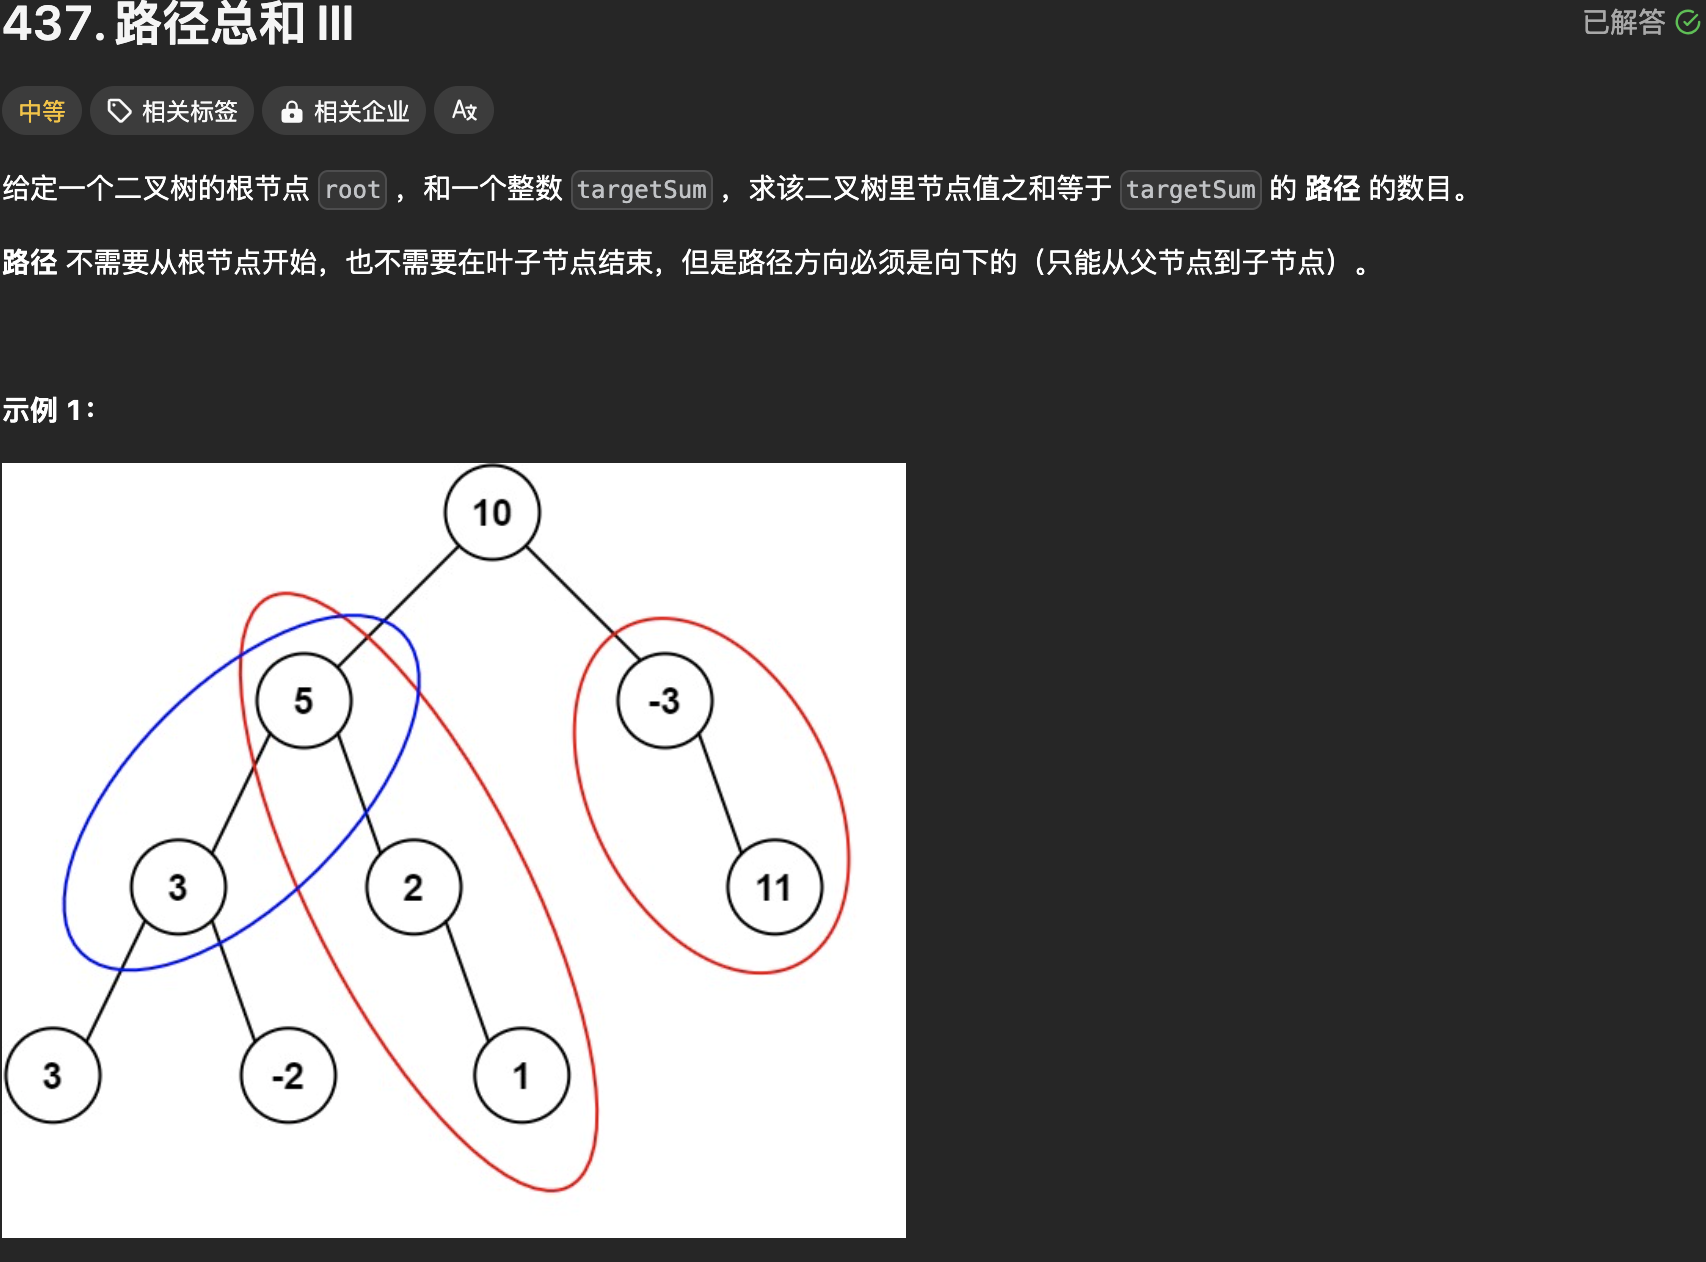 437. 路径总和 III
已解答
中等
相关标签
相关企业
给定一个二叉树的根节点 root ，和一个整数 targetSum ，求该二叉树里节点值之和等于 targetSum 的 路径 的数目。
路径 不需要从根节点开始，也不需要在叶子节点结束，但是路径方向必须是向下的（只能从父节点到子节点）。
示例 1：
10
5
-3
3
2
11
3
-2
1